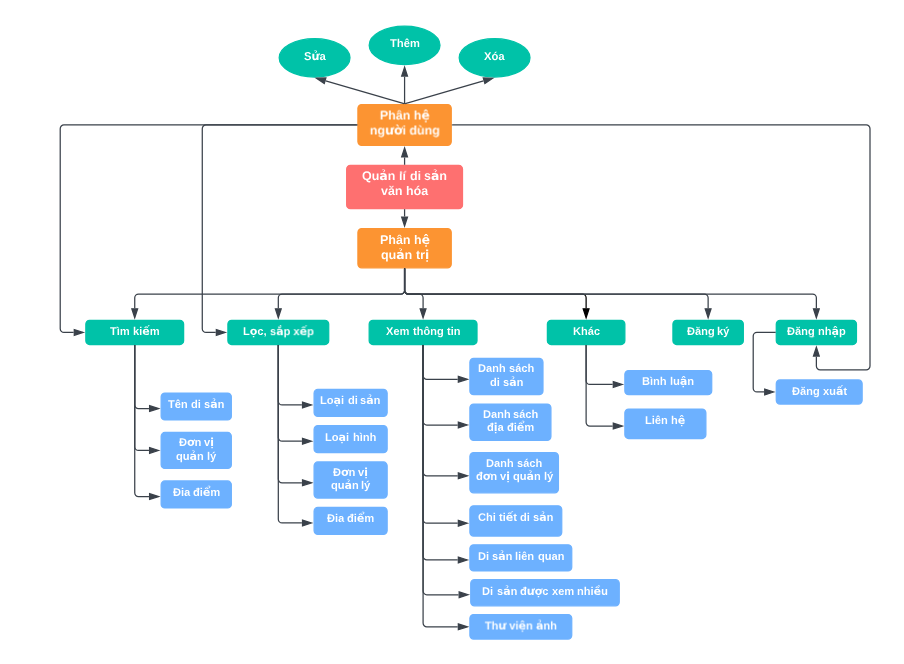 Sửa
Thêm
Xóa
Phân hệ
người dùng
Quản lí di sản
văn hóa
Phân hệ
quản trị
Tìm kiếm
Lọc, sắp xếp
Xem thông tin
Khác
Đăng ký
Đăng nhập
Tên di sản
Đơn vị
quản lý
Đia điểm
Loại di sản
Loại hình
Đơn vị
quản lý
Đia điểm
Danh sách
di sản
Danh sách
địa điểm
Danh sách
đơn vị quản lý
Chi tiết di sản
Di sản liên quan
Di sản được xem nhiều
Thư viện ảnh
Bình luận
Liên hệ
Đăng xuất